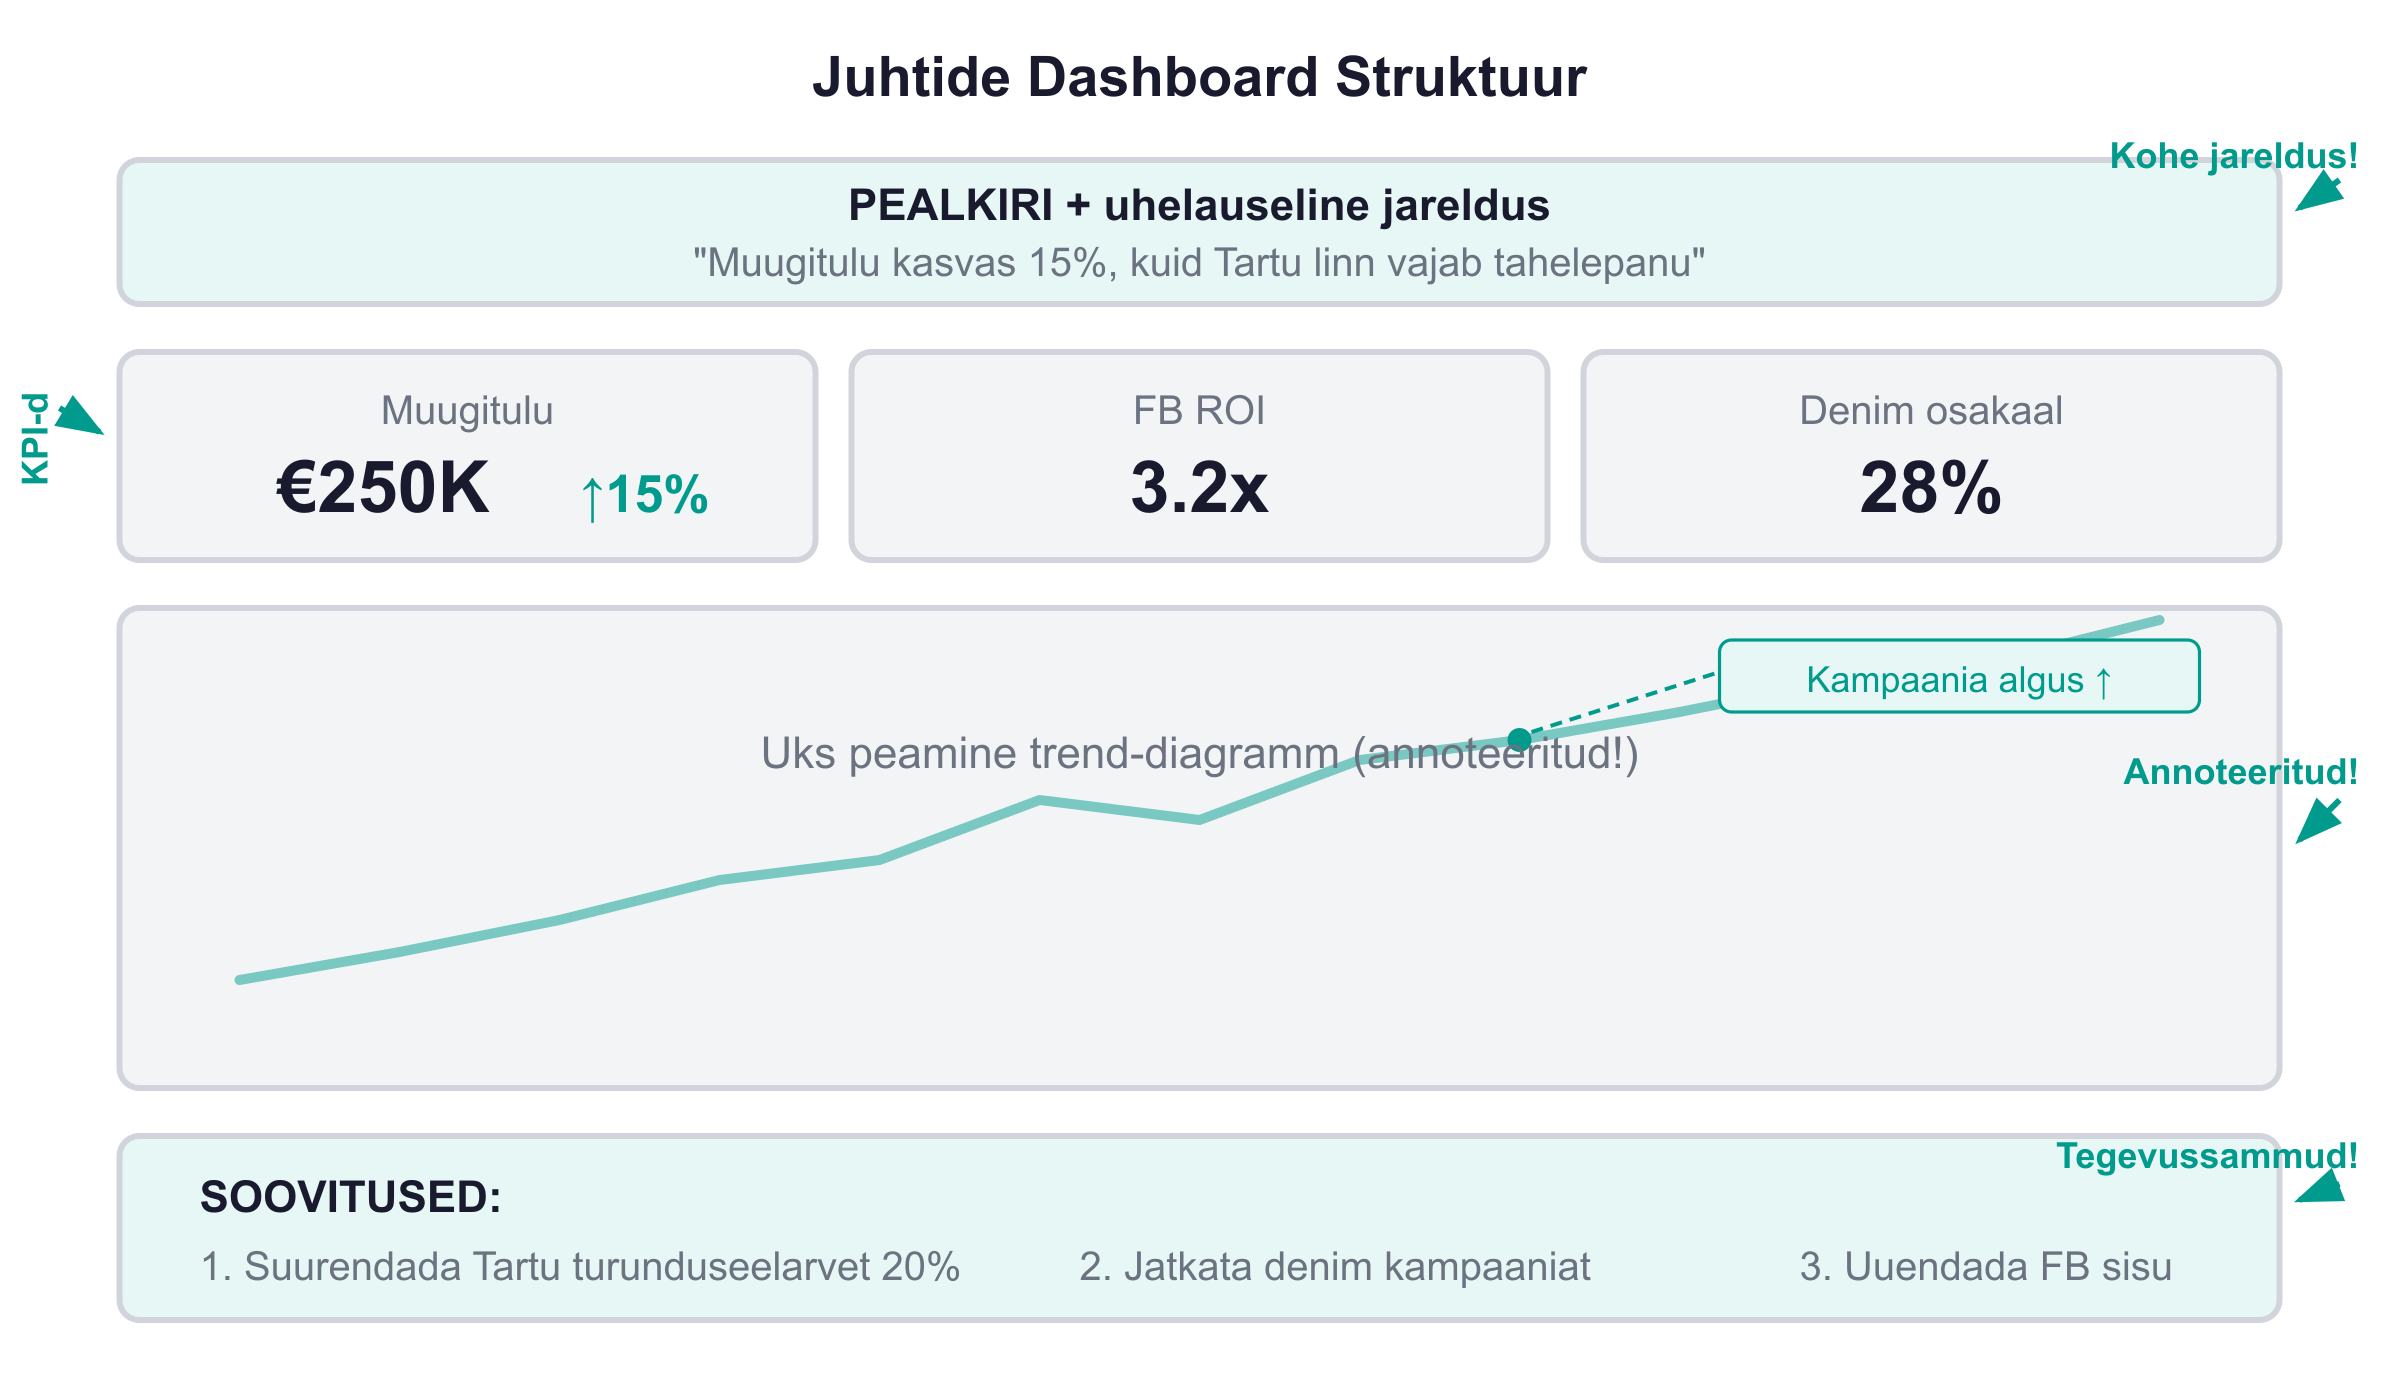 Juhtide Dashboard Struktuur
Kohe jareldus!
PEALKIRI + uhelauseline jareldus
"Muugitulu kasvas 15%, kuid Tartu linn vajab tahelepanu"
KPI-d
Muugitulu
€250K ↑15%
FB ROI
3.2x
Denim osakaal
28%
Kampaania algus ↑
Uks peamine trend-diagramm (annoteeritud!)
Annoteeritud!
Tegevussammud!
SOOVITUSED:
1. Suurendada Tartu turunduseelarvet 20%
2. Jatkata denim kampaaniat
3. Uuendada FB sisu